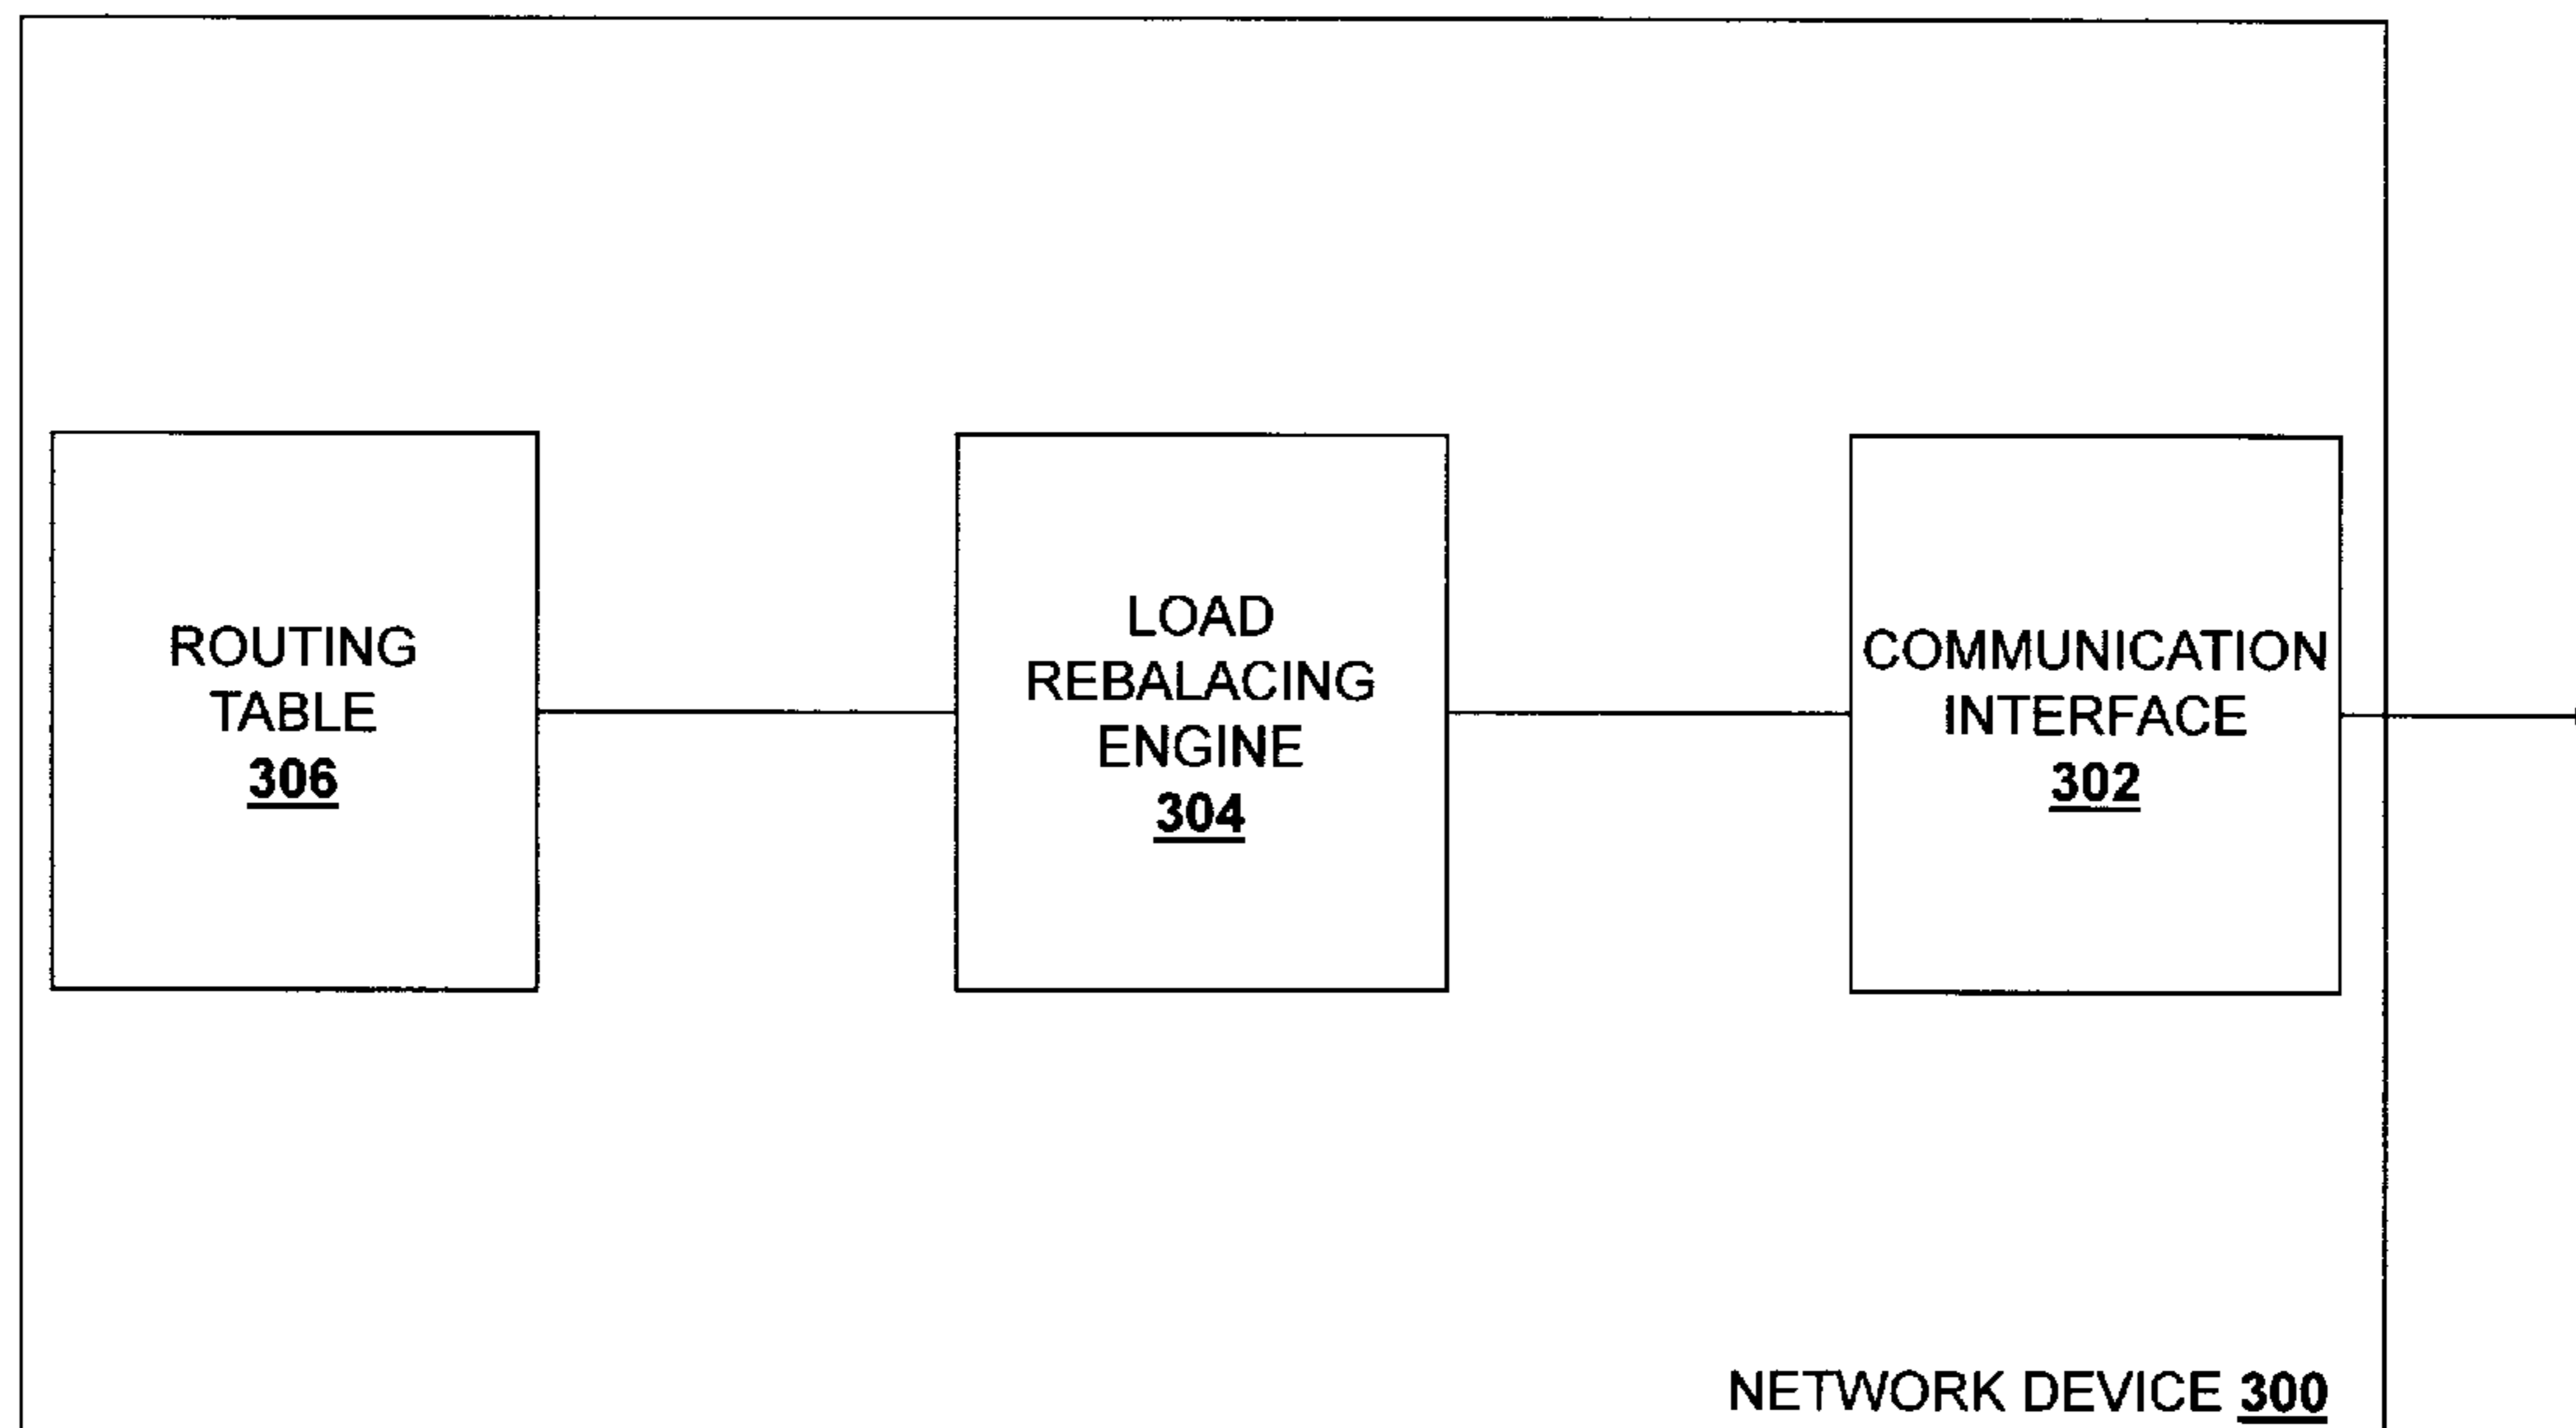 ROUTING
TABLE
306
LOAD
REBALACING
ENGINE
304
COMMUNICATION
INTERFACE
302
NETWORK DEVICE 300